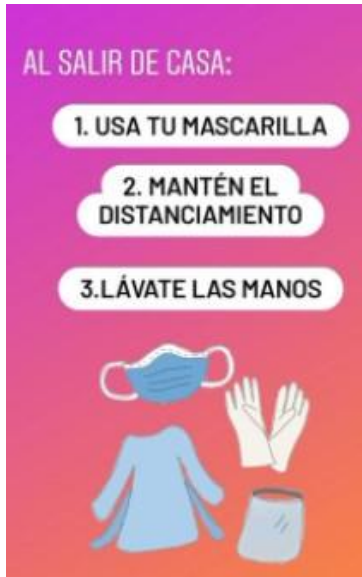 AL SALIR DE CASA:
1. USA TU MASCARILLA
2. MANTÉN EL
DISTANCIAMIENTO
3.LÁVATE LAS MANOS